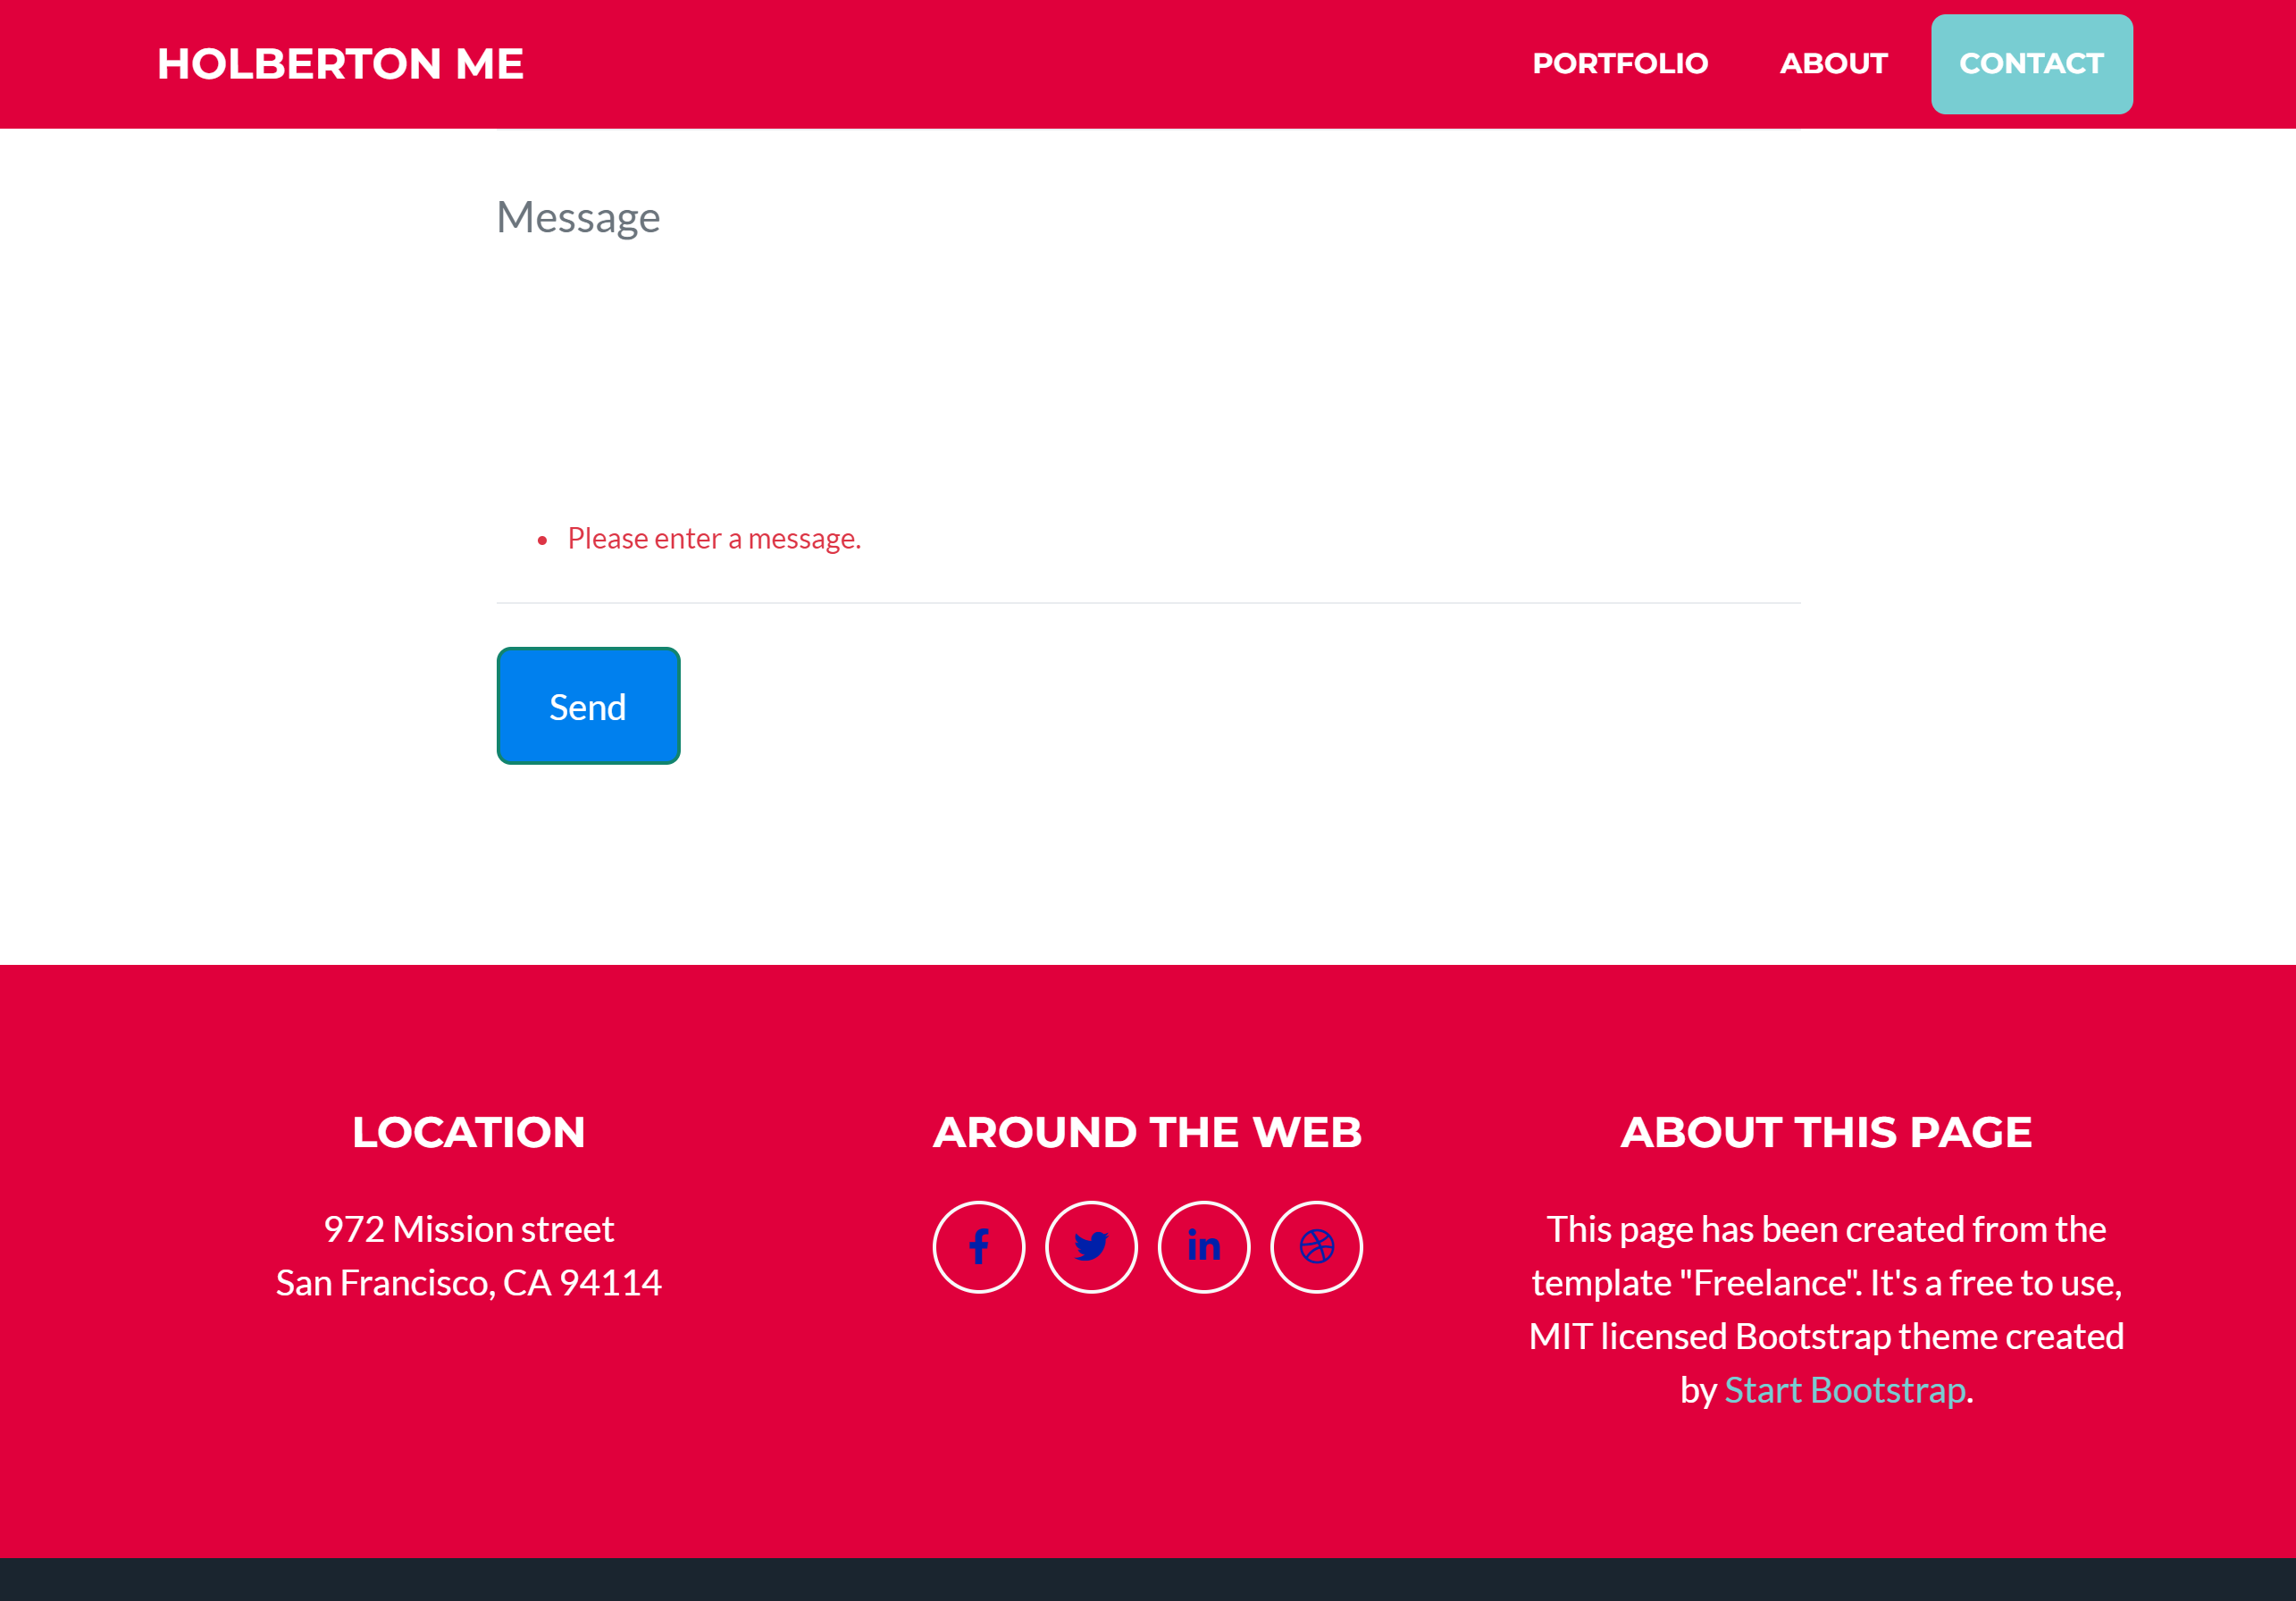 HOLBERTON ME
PORTFOLIO
ABOUT
CONTACT
Message
• Please enter a message.
Send
LOCATION
972 Mission street
San Francisco, CA 94114
AROUND THE WEB
ABOUT THIS PAGE
This page has been created from the
template "Freelance". It's a free to use,
MIT licensed Bootstrap theme created
by Start Bootstrap.